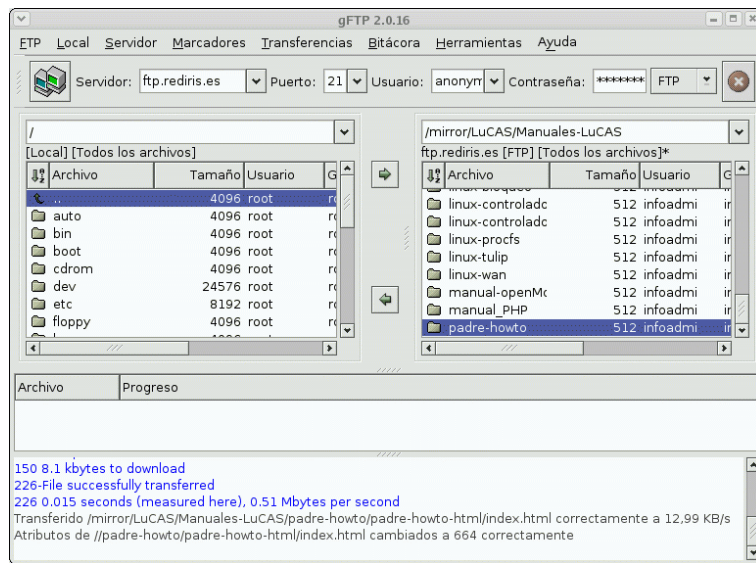 gFTP 2.0.16
FTP Local Servidor Marcadores Transferencias Bitácora Herramientas Ayuda
Servidor: ftp.rediris.es Puerto: 21 Usuario: anonym Contraseña: ******* FTP
/
[Local] [Todos los archivos]
Archivo Tamaño Usuario G
.. 4096 root
auto 4096 root
bin 4096 root
boot 4096 root
cdrom 4096 root
dev 24576 root
etc 8192 root
floppy 4096 root
/mirror/LuCAS/Manuales-LuCAS
ftp.rediris.es [FTP] [Todos los archivos]*
Archivo Tamaño Usuario G
linux-bloqueo 512 infoadmi
linux-controladc 512 infoadmi
linux-controladc 512 infoadmi
linux-procfs 512 infoadmi
linux-tulip 512 infoadmi
linux-wan 512 infoadmi
manual-openMc 512 infoadmi
manual_PHP 512 infoadmi
padre-howto 512 infoadmi
Archivo Progreso
150 8.1 kbytes to download
226-File successfully transferred
226 0.015 seconds (measured here), 0.51 Mbytes per second
Transferido /mirror/LuCAS/Manuales-LuCAS/padre-howto/padre-howto-html/index.html correctamente a 12,99 KB/s
Atributos de //padre-howto/padre-howto-html/index.html cambiados a 664 correctamente